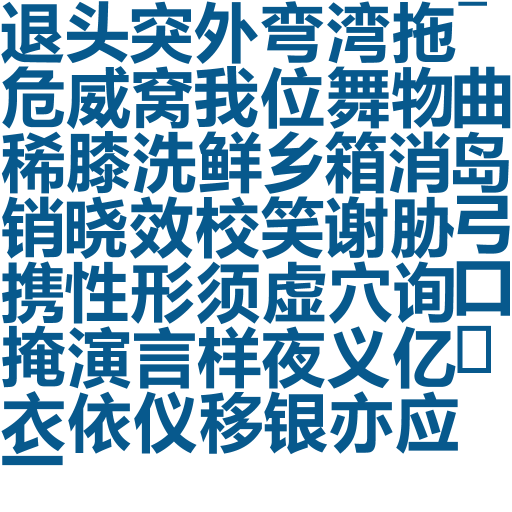 退头突外弯湾拖
危威窝我位舞物曲
稀膝洗鲜乡箱消岛
销晓效校笑谢胁弓
携性形须虚穴询口
掩演言样夜义亿
衣依仪移银亦应